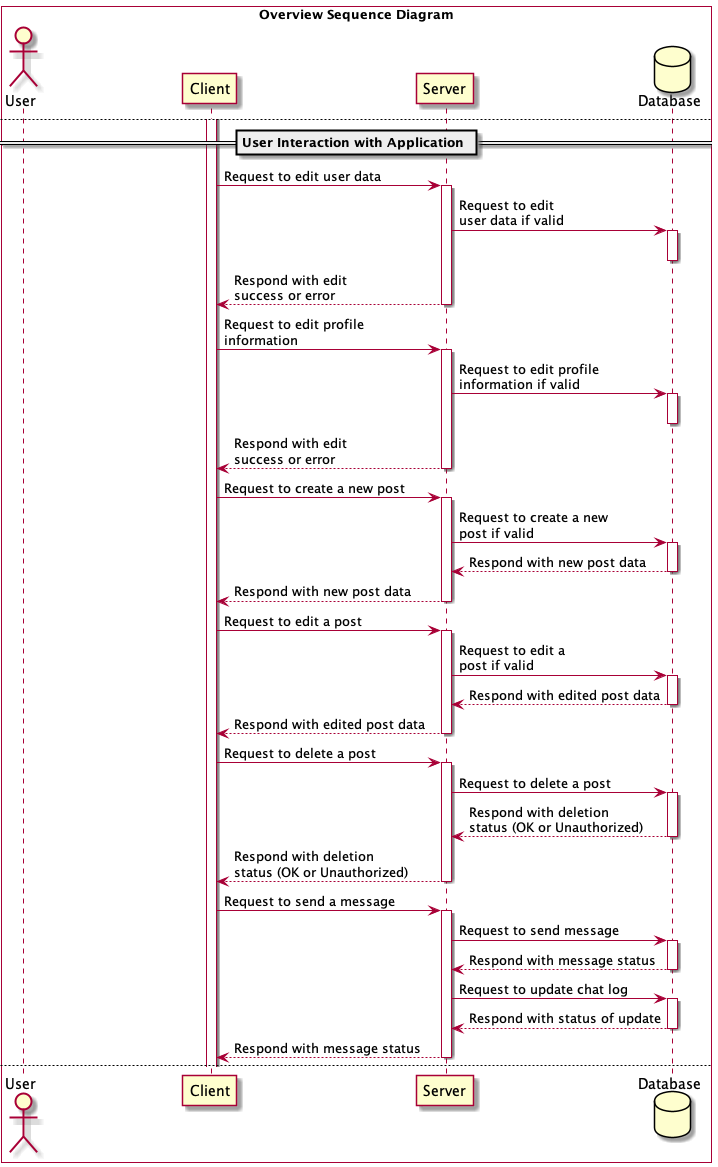 Overview Sequence Diagram
User
Client
Server
Database
User Interaction with Application
Request to edit user data
Request to edit
user data if valid
Respond with edit
success or error
Request to edit profile
information
Request to edit profile
information if valid
Respond with edit
success or error
Request to create a new post
Request to create a new
post if valid
Respond with new post data
Respond with new post data
Request to edit a post
Request to edit a
post if valid
Respond with edited post data
Respond with edited post data
Request to delete a post
Request to delete a post
Respond with deletion
status (OK or Unauthorized)
Respond with deletion
status (OK or Unauthorized)
Request to send a message
Request to send message
Respond with message status
Request to update chat log
Respond with status of update
Respond with message status
User
Client
Server
Database